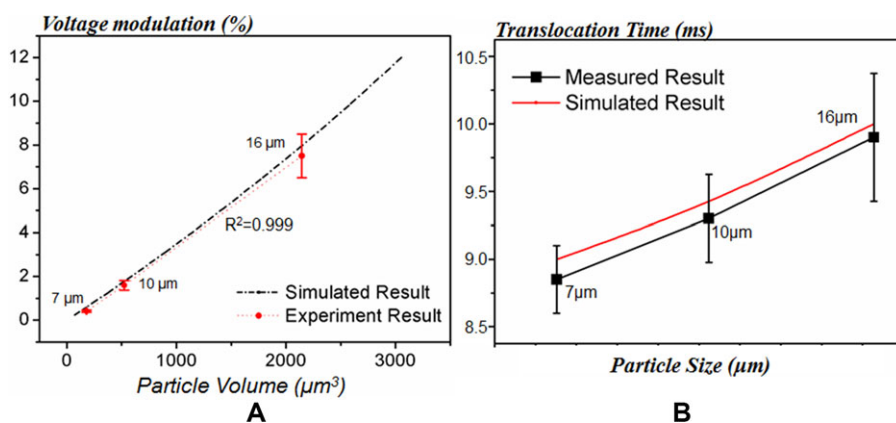 Voltage modulation (%)
12
10
8
6
4
2
0
16 µm
R²=0.999
7 µm
10 µm
Simulated Result
Experiment Result
0
1000
2000
3000
Particle Volume (µm³)
A
Translocation Time (ms)
10.5
10.0
9.5
9.0
8.5
Measured Result
Simulated Result
16µm
10µm
7µm
Particle Size (µm)
B